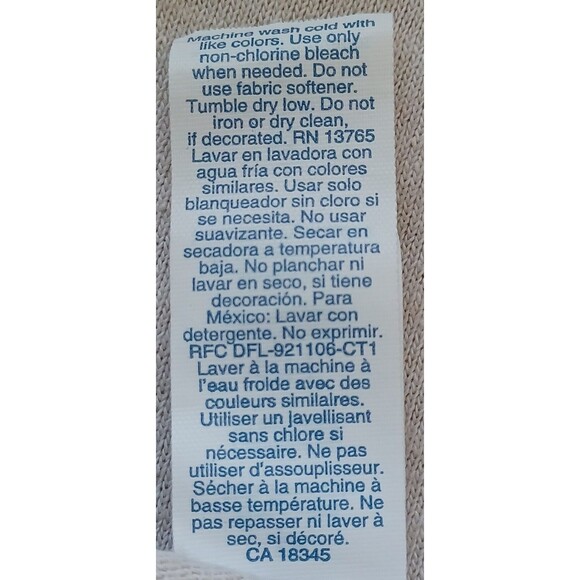 Machine wash cold with
like colors. Use only
non-chlorine bleach
when needed. Do not
use fabric softener.
Tumble dry low. Do not
iron or dry clean,
if decorated. RN 13765
Lavar en lavadora con
agua fría con colores
similares. Usar solo
blanqueador sin cloro si
se necesita. No usar
suavizante. Secar en
secadora a temperatura
baja. No planchar ni
lavar en seco, si tiene
decoración. Para
México: Lavar con
detergente. No exprimir.
RFC DFL-921106-CT1
Laver à la machine à
l'eau froide avec des
couleurs similaires.
Utiliser un javellisant
sans chlore si
nécessaire. Ne pas
utiliser d'assouplisseur.
Sécher à la machine à
basse température. Ne
pas repasser ni laver à
sec, si décoré.
CA 18345